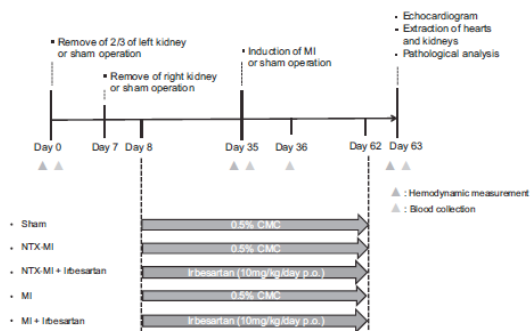 • Echocardiogram
• Extraction of hearts
and kidneys
• Pathological analysis
• Remove of 2/3 of left kidney
or sham operation
• Induction of MI
or sham operation
• Remove of right kidney
or sham operation
Day 0
Day 7
Day 8
Day 35
Day 36
Day 62
Day 63
: Hemodynamic measurement
: Blood collection
• Sham
0.5% CMC
• NTX-MI
0.5% CMC
• NTX-MI + Irbesartan
Irbesartan (10mg/kg/day p.o.)
• MI
0.5% CMC
• MI + Irbesartan
Irbesartan (10mg/kg/day p.o.)